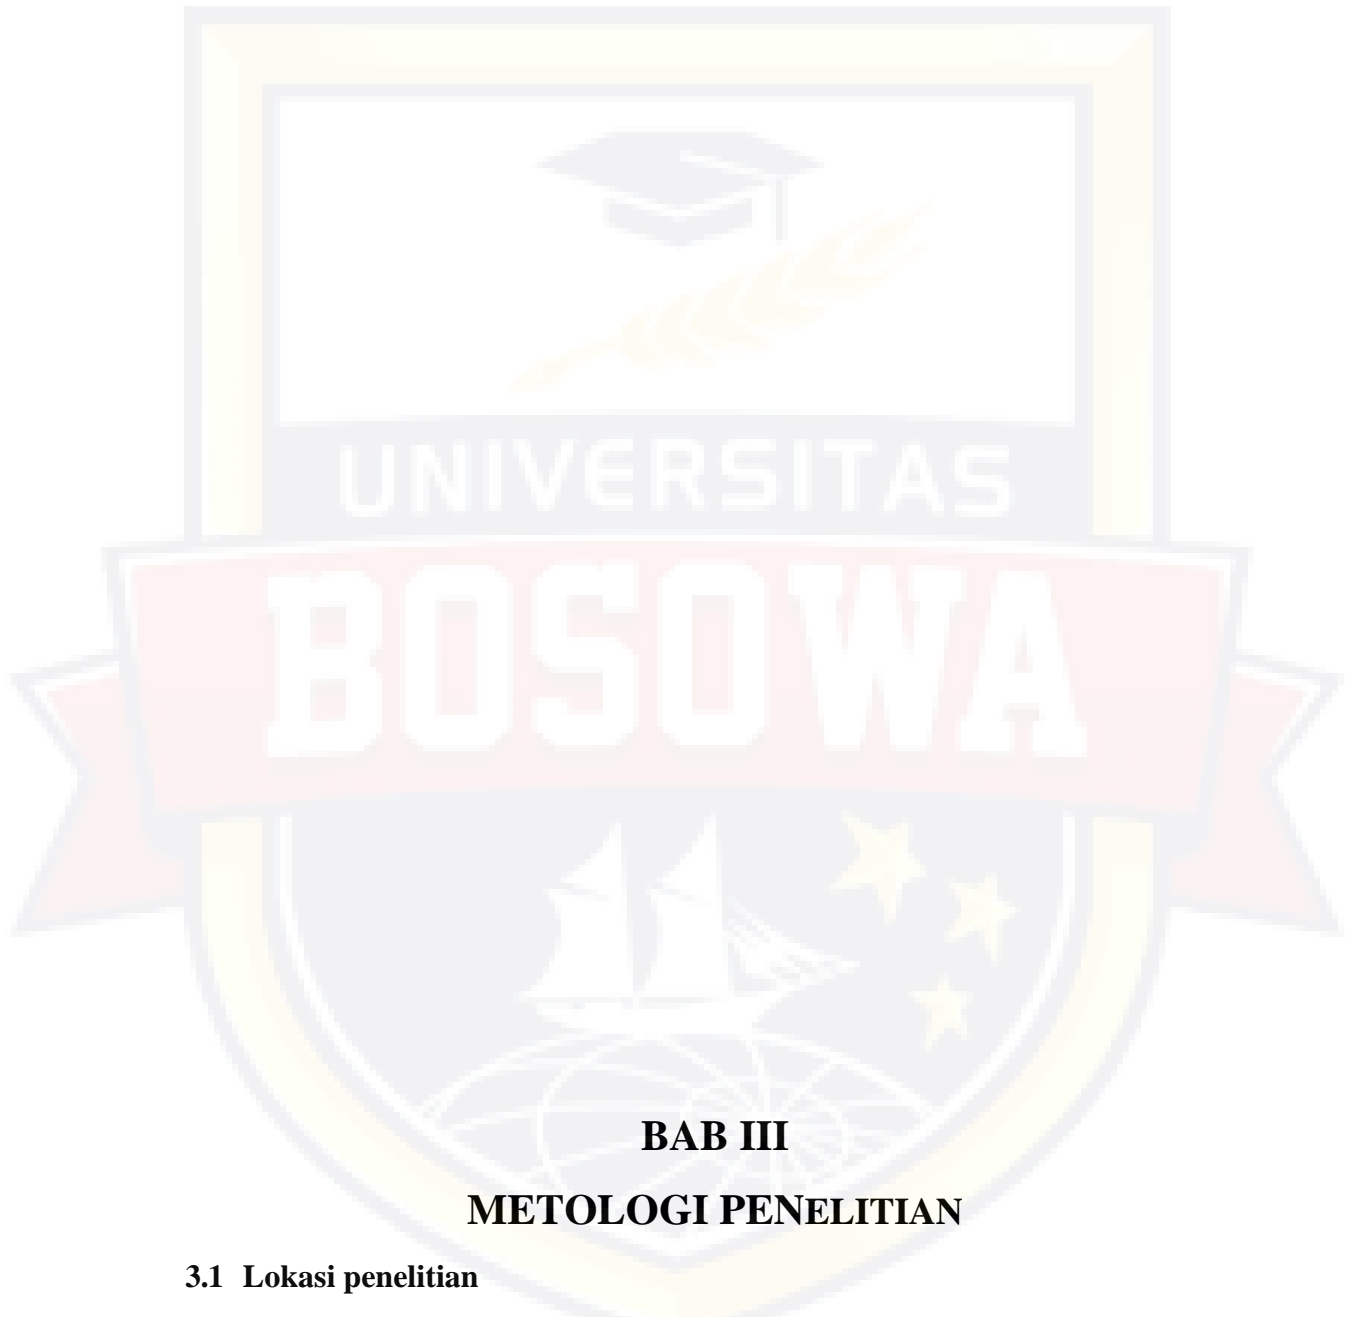 UNIVERSITAS
BOSOWA
BAB III
METOLOGI PENELITIAN
3.1 Lokasi penelitian